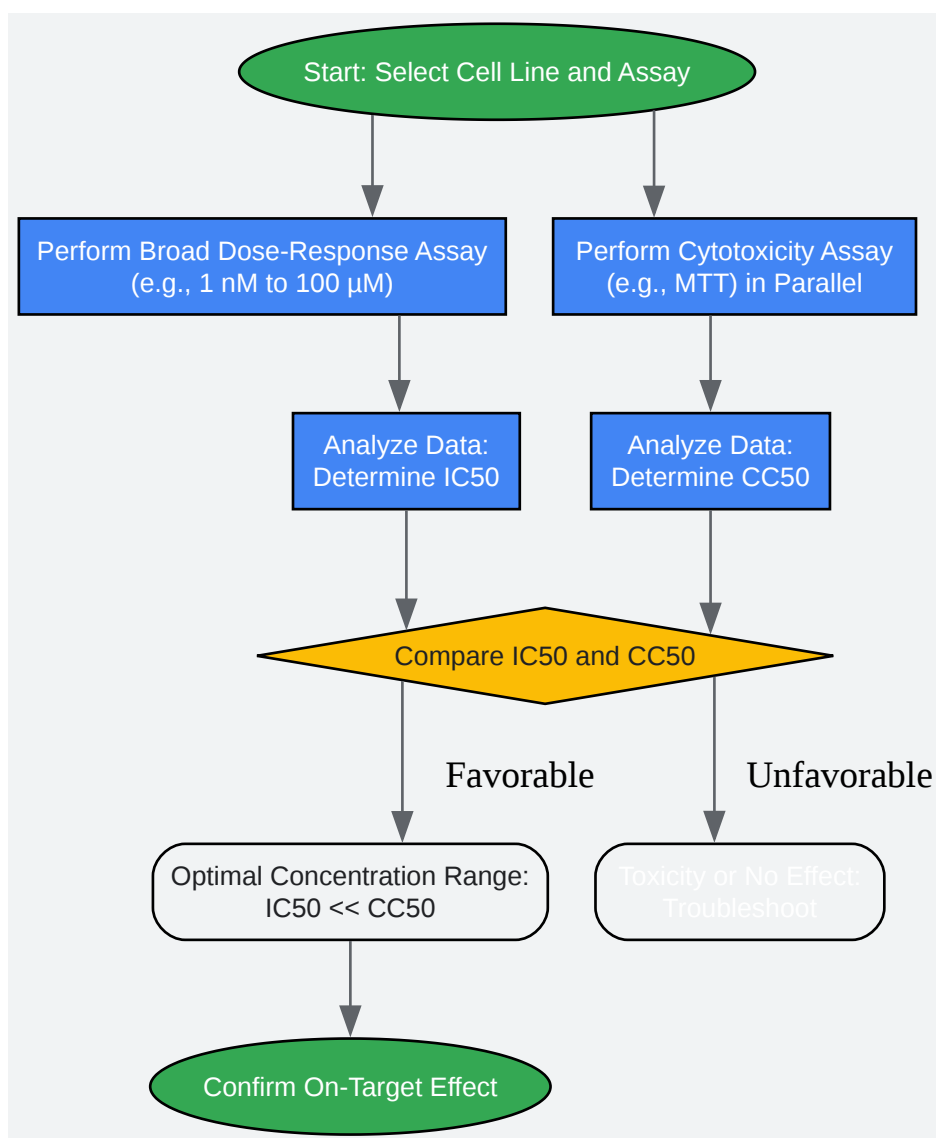 Start: Select Cell Line and Assay
Perform Broad Dose-Response Assay
(e.g., 1 nM to 100 µM)
Perform Cytotoxicity Assay
(e.g., MTT) in Parallel
Analyze Data:
Determine IC50
Analyze Data:
Determine CC50
Compare IC50 and CC50
Favorable
Unfavorable
Optimal Concentration Range:
IC50 << CC50
Toxicity or No Effect:
Troubleshoot
Confirm On-Target Effect